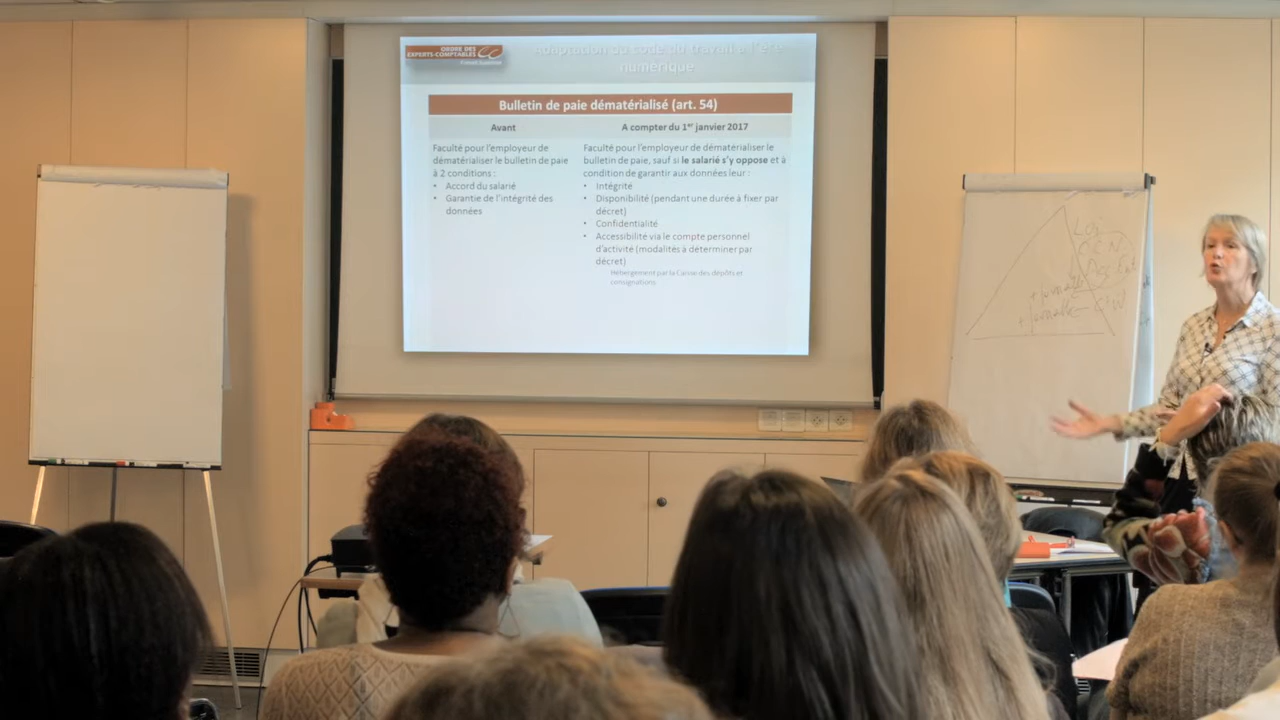 ORDRE DES
EXPERTS-COMPTABLES
Adaptation du code du travail à l'ère
numérique
Bulletin de paie dématérialisé (art. 54)
Avant
Faculté pour l'employeur de
dématérialiser le bulletin de paie
à 2 conditions :
• Accord du salarié
• Garantie de l'intégrité des
données
A compter du 1er janvier 2017
Faculté pour l'employeur de dématérialiser le
bulletin de paie, sauf si le salarié s'y oppose et à
condition de garantir aux données leur :
• Intégrité
• Disponibilité (pendant une durée à fixer par
décret)
• Confidentialité
• Accessibilité via le compte personnel
d'activité (modalités à déterminer par
décret)
Hébergement par la Caisse des dépôts et
consignations
Loi
CCN